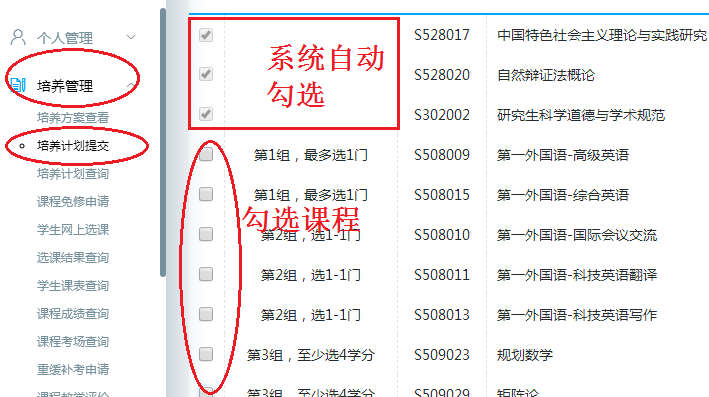 个人管理
培养管理
培养方案查看
培养计划提交
培养计划查询
课程免修申请
学生网上选课
选课结果查询
学生课表查询
课程成绩查询
课程考场查询
重缓补考申请
课程教学评价
系统自动
勾选
勾选课程
S528017 中国特色社会主义理论与实践研究
S528020 自然辩证法概论
S302002 研究生科学道德与学术规范
第1组，最多选1门 S508009 第一外国语-高级英语
第1组，最多选1门 S508015 第一外国语-综合英语
第2组，选1-1门 S508010 第一外国语-国际会议交流
第2组，选1-1门 S508011 第一外国语-科技英语翻译
第2组，选1-1门 S508013 第一外国语-科技英语写作
第3组，至少选4学分 S509023 规划数学
第3组，至少选4学分 S509029 矩阵论